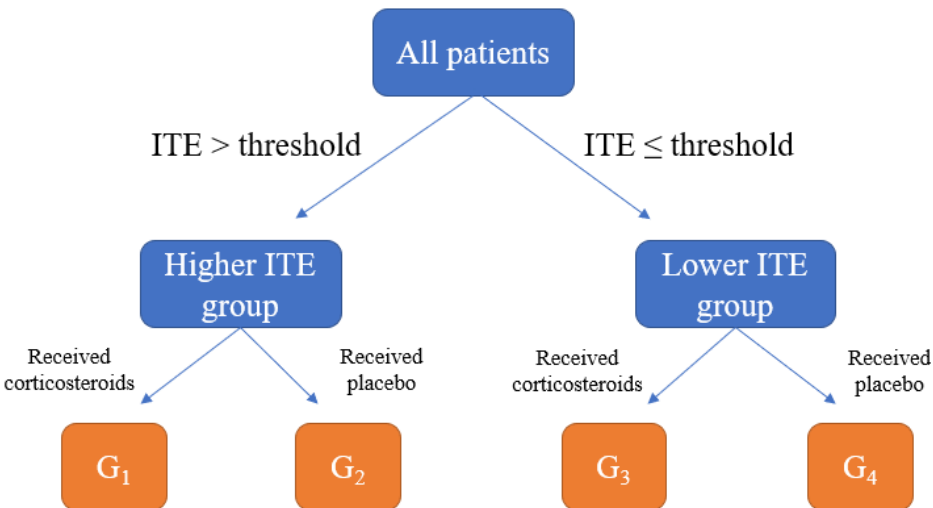 All patients
ITE > threshold
ITE ≤ threshold
Higher ITE
group
Lower ITE
group
Received
corticosteroids
Received
placebo
Received
corticosteroids
Received
placebo
G₁
G₂
G₃
G₄